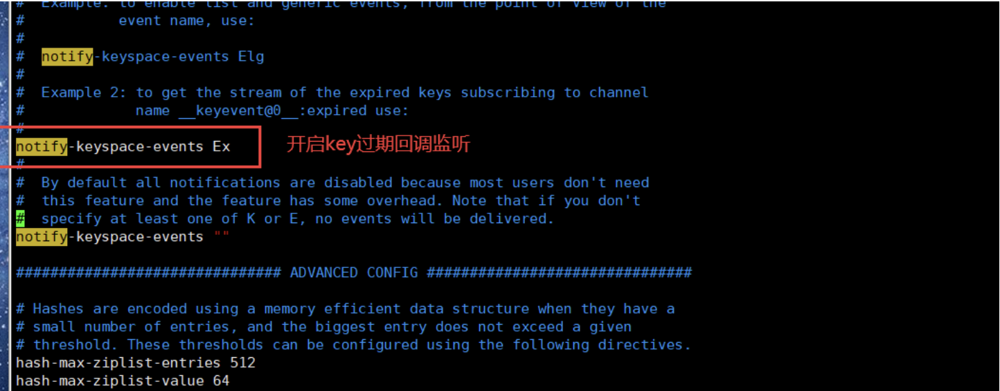 # Example: to enable list and generic events, from the point of view of the
#           event name, use:
#
#  notify-keyspace-events Elg
#
#  Example 2: to get the stream of the expired keys subscribing to channel
#             name __keyevent@0__:expired use:
#
notify-keyspace-events Ex 开启key过期回调监听
#
#  By default all notifications are disabled because most users don't need
#  this feature and the feature has some overhead. Note that if you don't
#  specify at least one of K or E, no events will be delivered.
notify-keyspace-events ""
############################### ADVANCED CONFIG ###############################
# Hashes are encoded using a memory efficient data structure when they have a
# small number of entries, and the biggest entry does not exceed a given
# threshold. These thresholds can be configured using the following directives.
hash-max-ziplist-entries 512
hash-max-ziplist-value 64